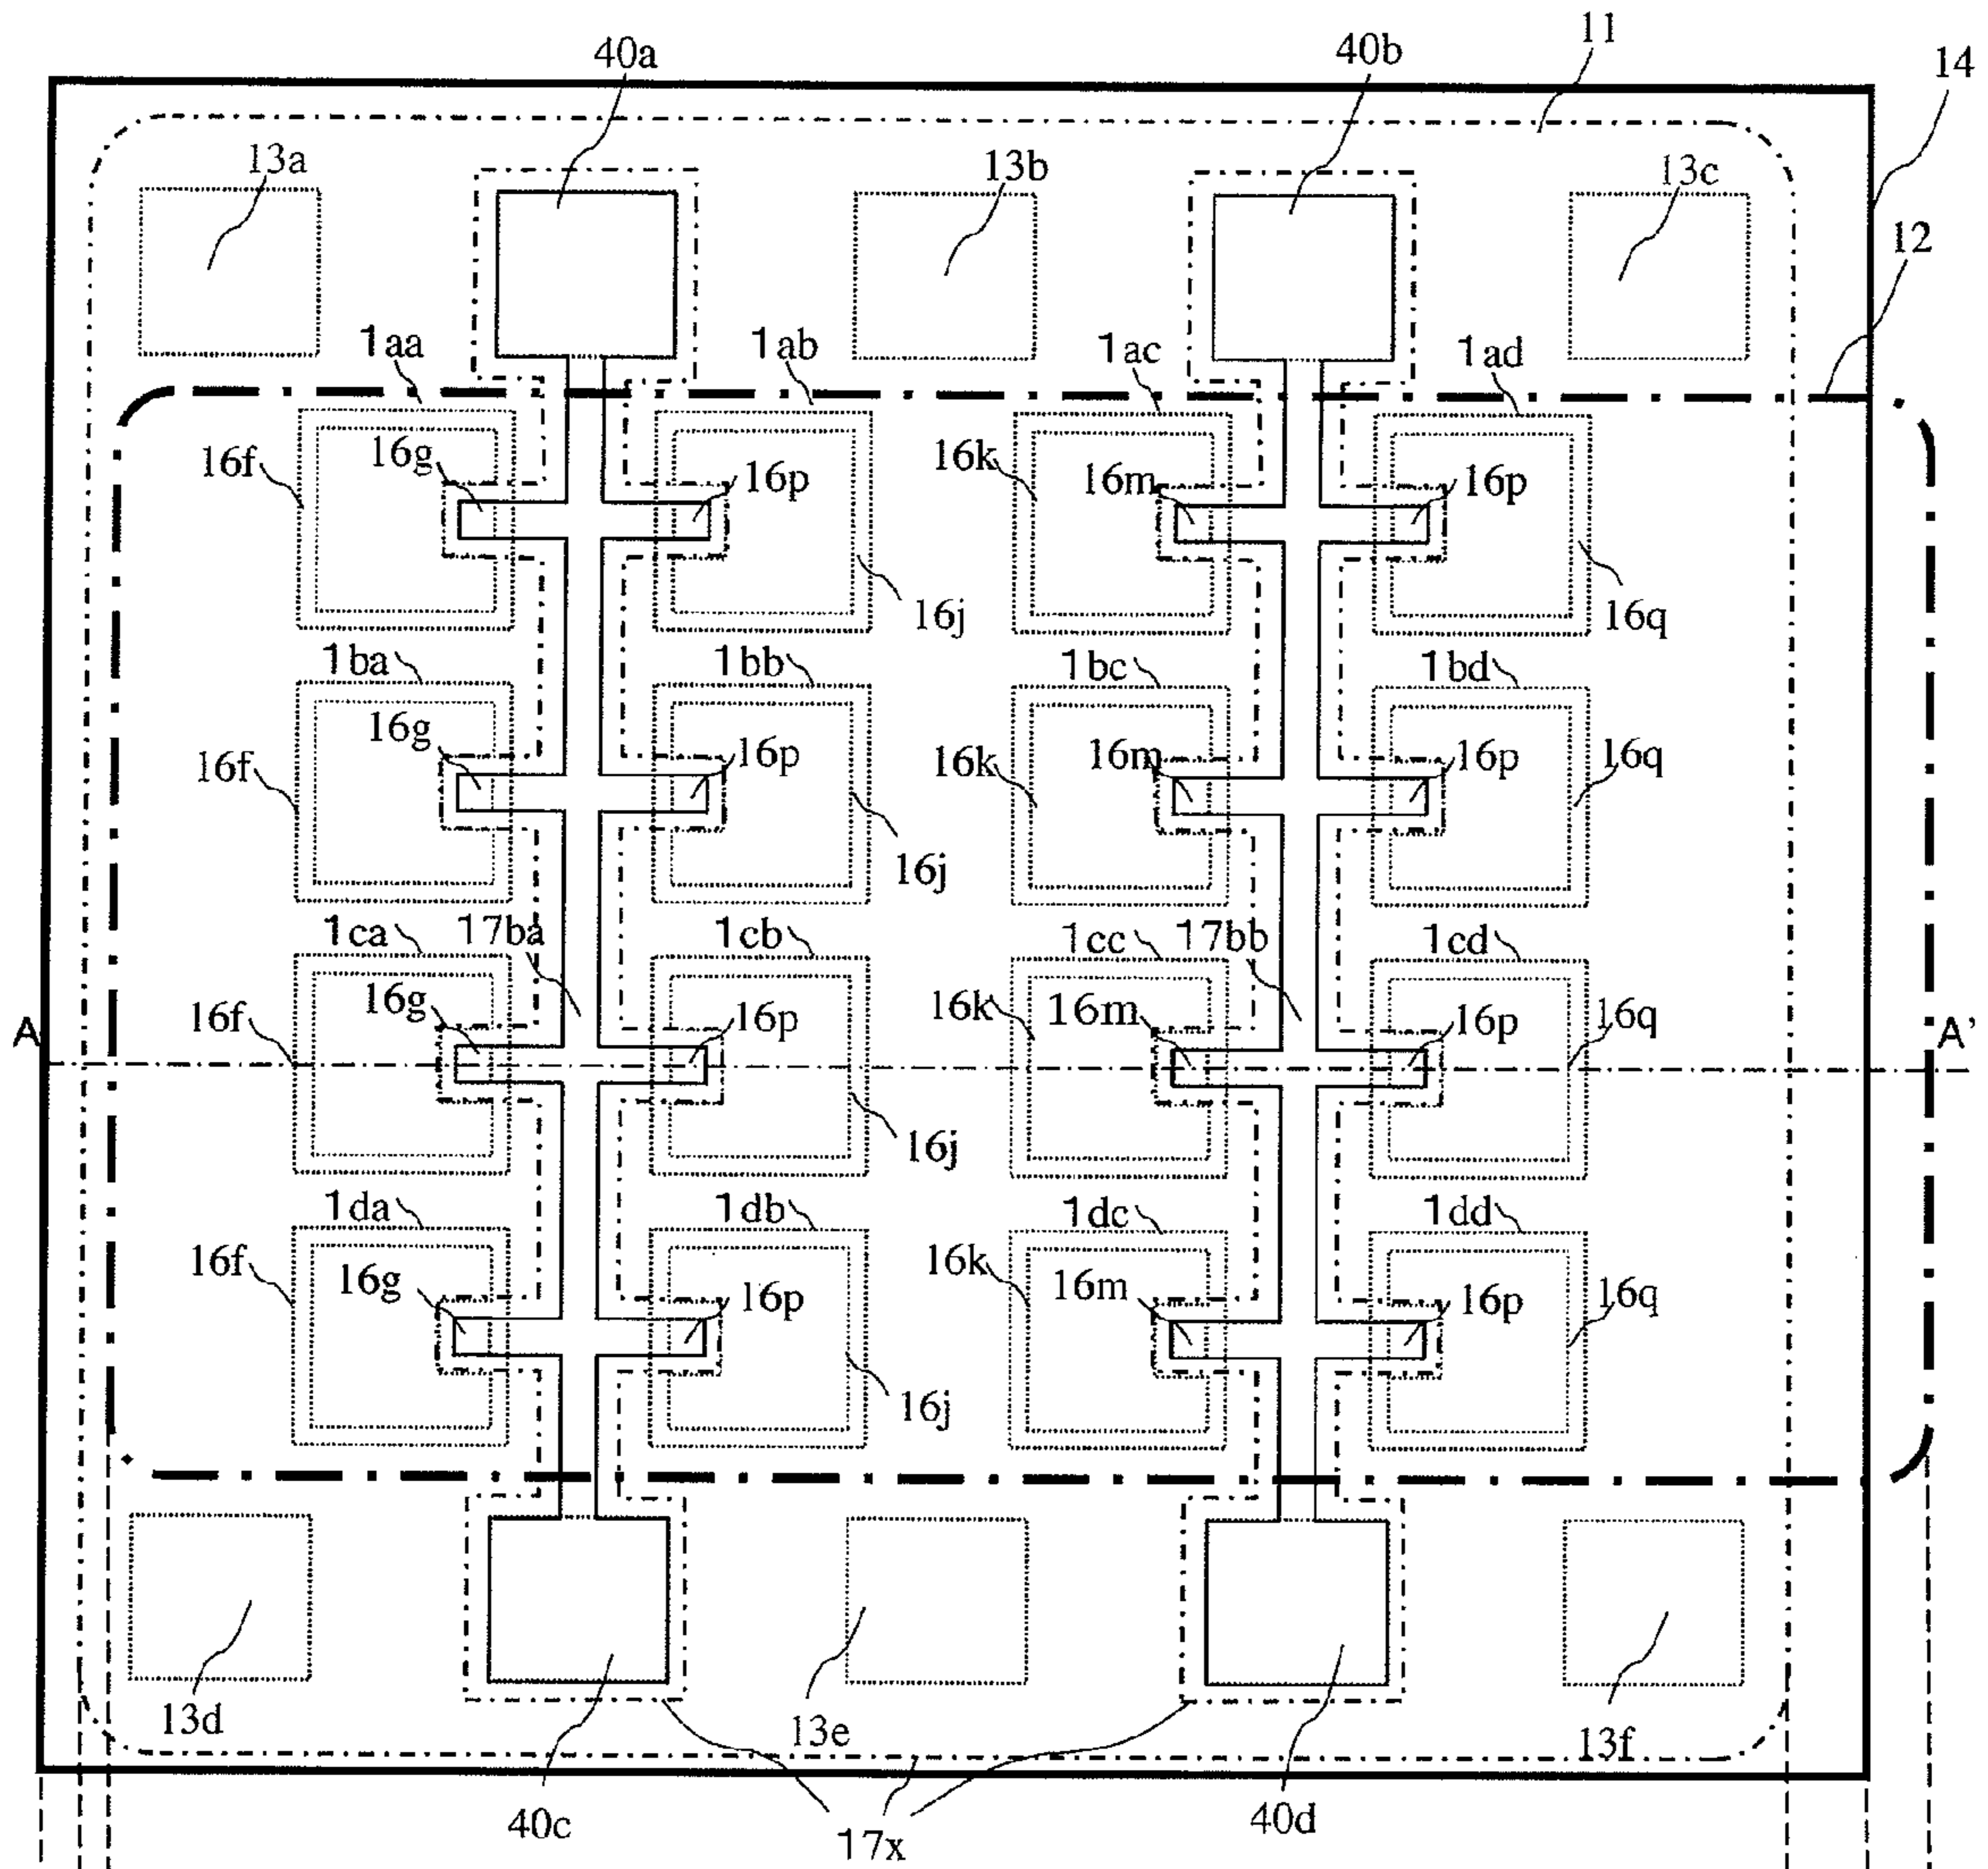 11
40a
40b
14
13a
13b
13c
12
1aa
1ab
1ac
1ad
16f
16g
16p
16k
16m
16p
16j
16q
1ba
1bb
1bc
1bd
16g
16p
16m
16p
16f
16k
16q
16j
1ca
17ba
1cb
1cc
17bb
1cd
16g
16p
16m
16p
16f
16k
16q
A
A'
16j
1da
1db
1dc
1dd
16f
16g
16p
16k
16m
16p
16q
16j
13d
13e
13f
40c
17x
40d